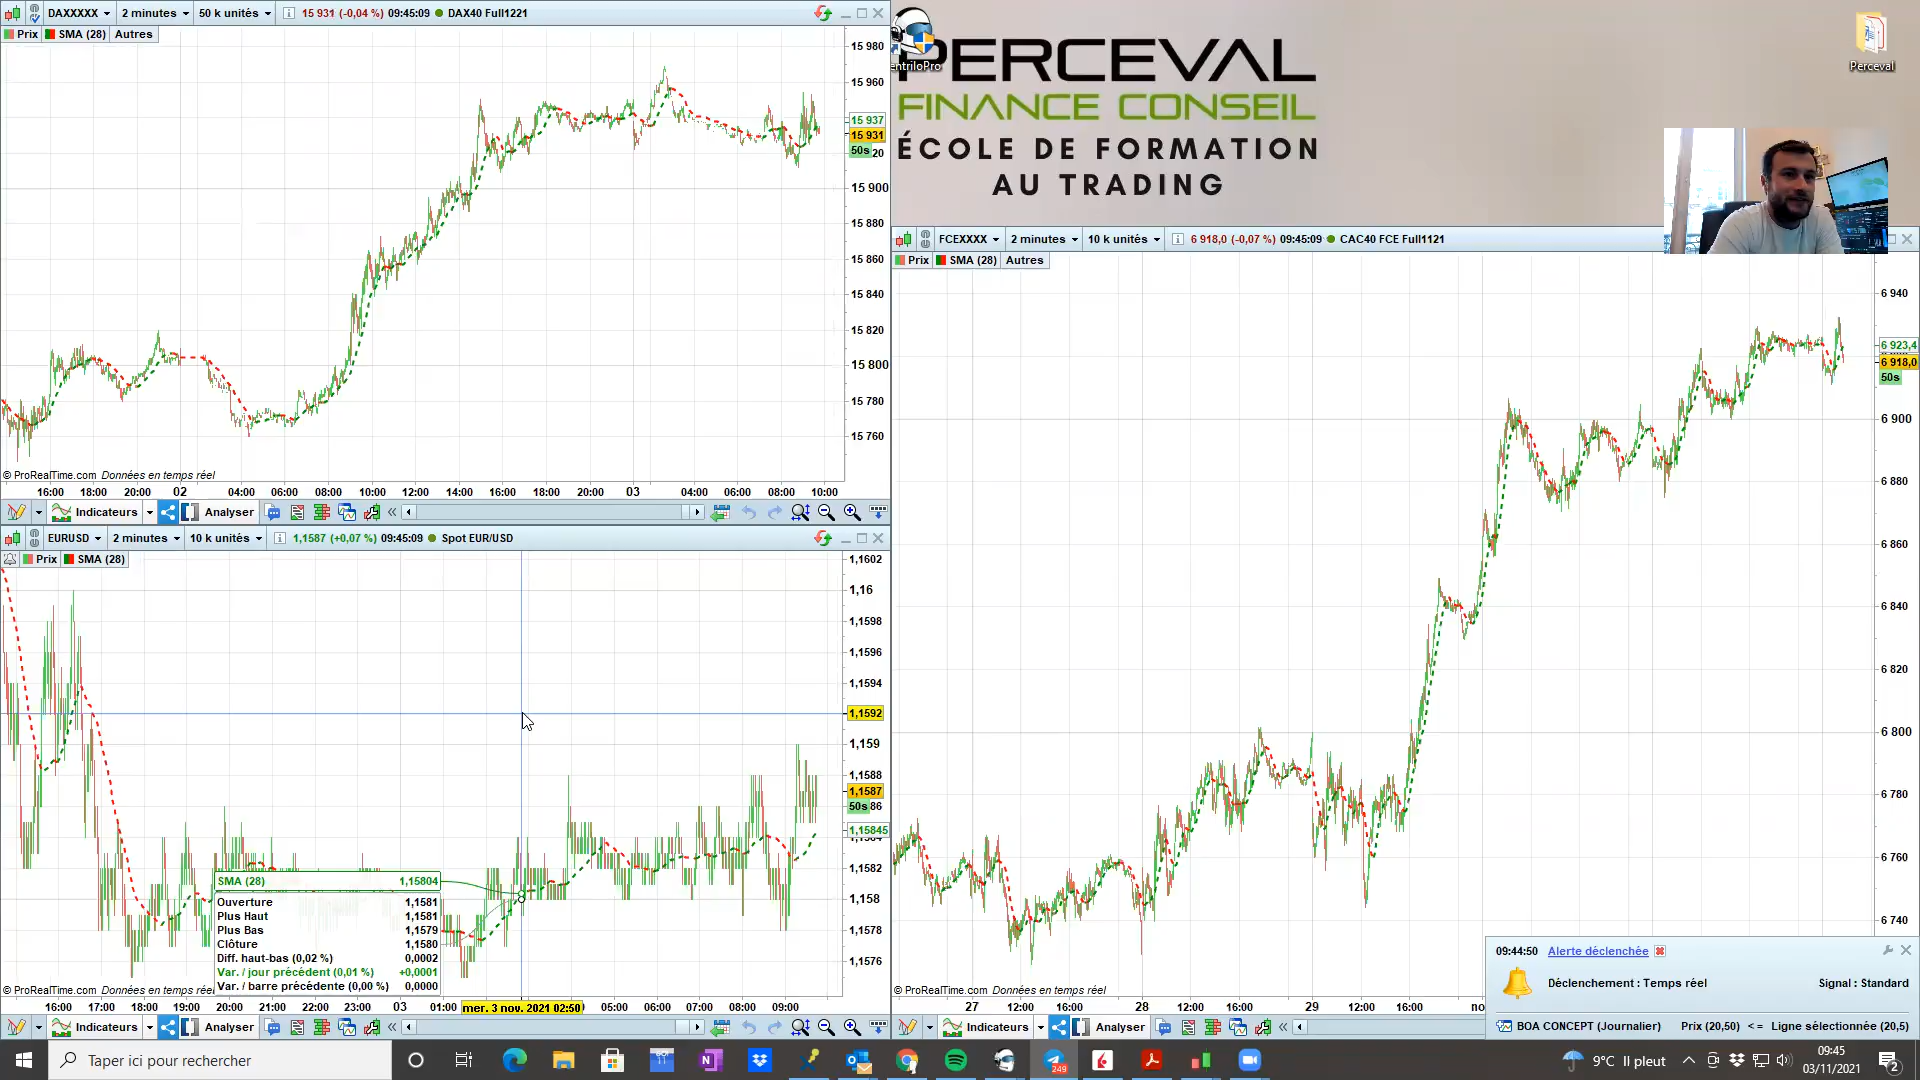 DAXXXXX
2 minutes
50 k unités
15 931 (-0,04 %) 09:45:09
DAX40 Full1221
Prix
SMA (28)
Autres
15 980
15 960
15 937
15 931
50s
20
15 900
15 880
15 860
15 840
15 820
15 800
15 780
15 760
© ProRealTime.com Données en temps réel
16:00 18:00 20:00 02 04:00 06:00 08:00 10:00 12:00 14:00 16:00 18:00 20:00 03 04:00 06:00 08:00 10:00
Indicateurs
Analyser
EURUSD
2 minutes
10 k unités
1,1587 (+0,07 %) 09:45:09
Spot EUR/USD
Prix
SMA (28)
1,1602
1,16
1,1598
1,1596
1,1594
1,1592
1,159
1,1588
1,1587
50s
86
1,15845
1,1582
1,158
1,1578
1,1576
SMA (28) 1,15804
Ouverture 1,1581
Plus Haut 1,1581
Plus Bas 1,1579
Clôture 1,1580
Diff. haut-bas (0,02 %) 0,0002
Var. / jour précédent (0,01 %) +0,0001
Var. / barre précédente (0,00 %) 0,0000
© ProRealTime.com Données en temps réel
16:00 17:00 18:00 19:00 20:00 21:00 22:00 23:00 03 01:00 mer. 3 nov. 2021 02:50 05:00 06:00 07:00 08:00 09:00
Indicateurs
Analyser
PERCEVAL
FINANCE CONSEIL
ÉCOLE DE FORMATION
AU TRADING
entriloPro
Perceval
FCEXXXX
2 minutes
10 k unités
6 918,0 (-0,07 %) 09:45:09
CAC40 FCE Full1121
Prix
SMA (28)
Autres
6 940
6 923,4
6 918,0
50s
6 900
6 880
6 860
6 840
6 820
6 800
6 780
6 760
6 740
© ProRealTime.com Données en temps réel
27 12:00 16:00 28 12:00 16:00 29 12:00 16:00 no
Indicateurs
Analyser
09:44:50 Alerte déclenchée
Déclenchement : Temps réel
Signal : Standard
BOA CONCEPT (Journalier) Prix (20,50) <= Ligne sélectionnée (20,5)
Taper ici pour rechercher
249
9°C Il pleut
09:45
03/11/2021
2